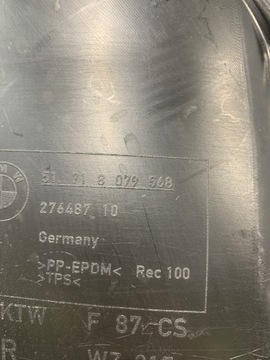 51 71 8 079 568
276487 10
Germany
>PP-EPDM< Rec 100
>TPS<
KTW F 87-CS